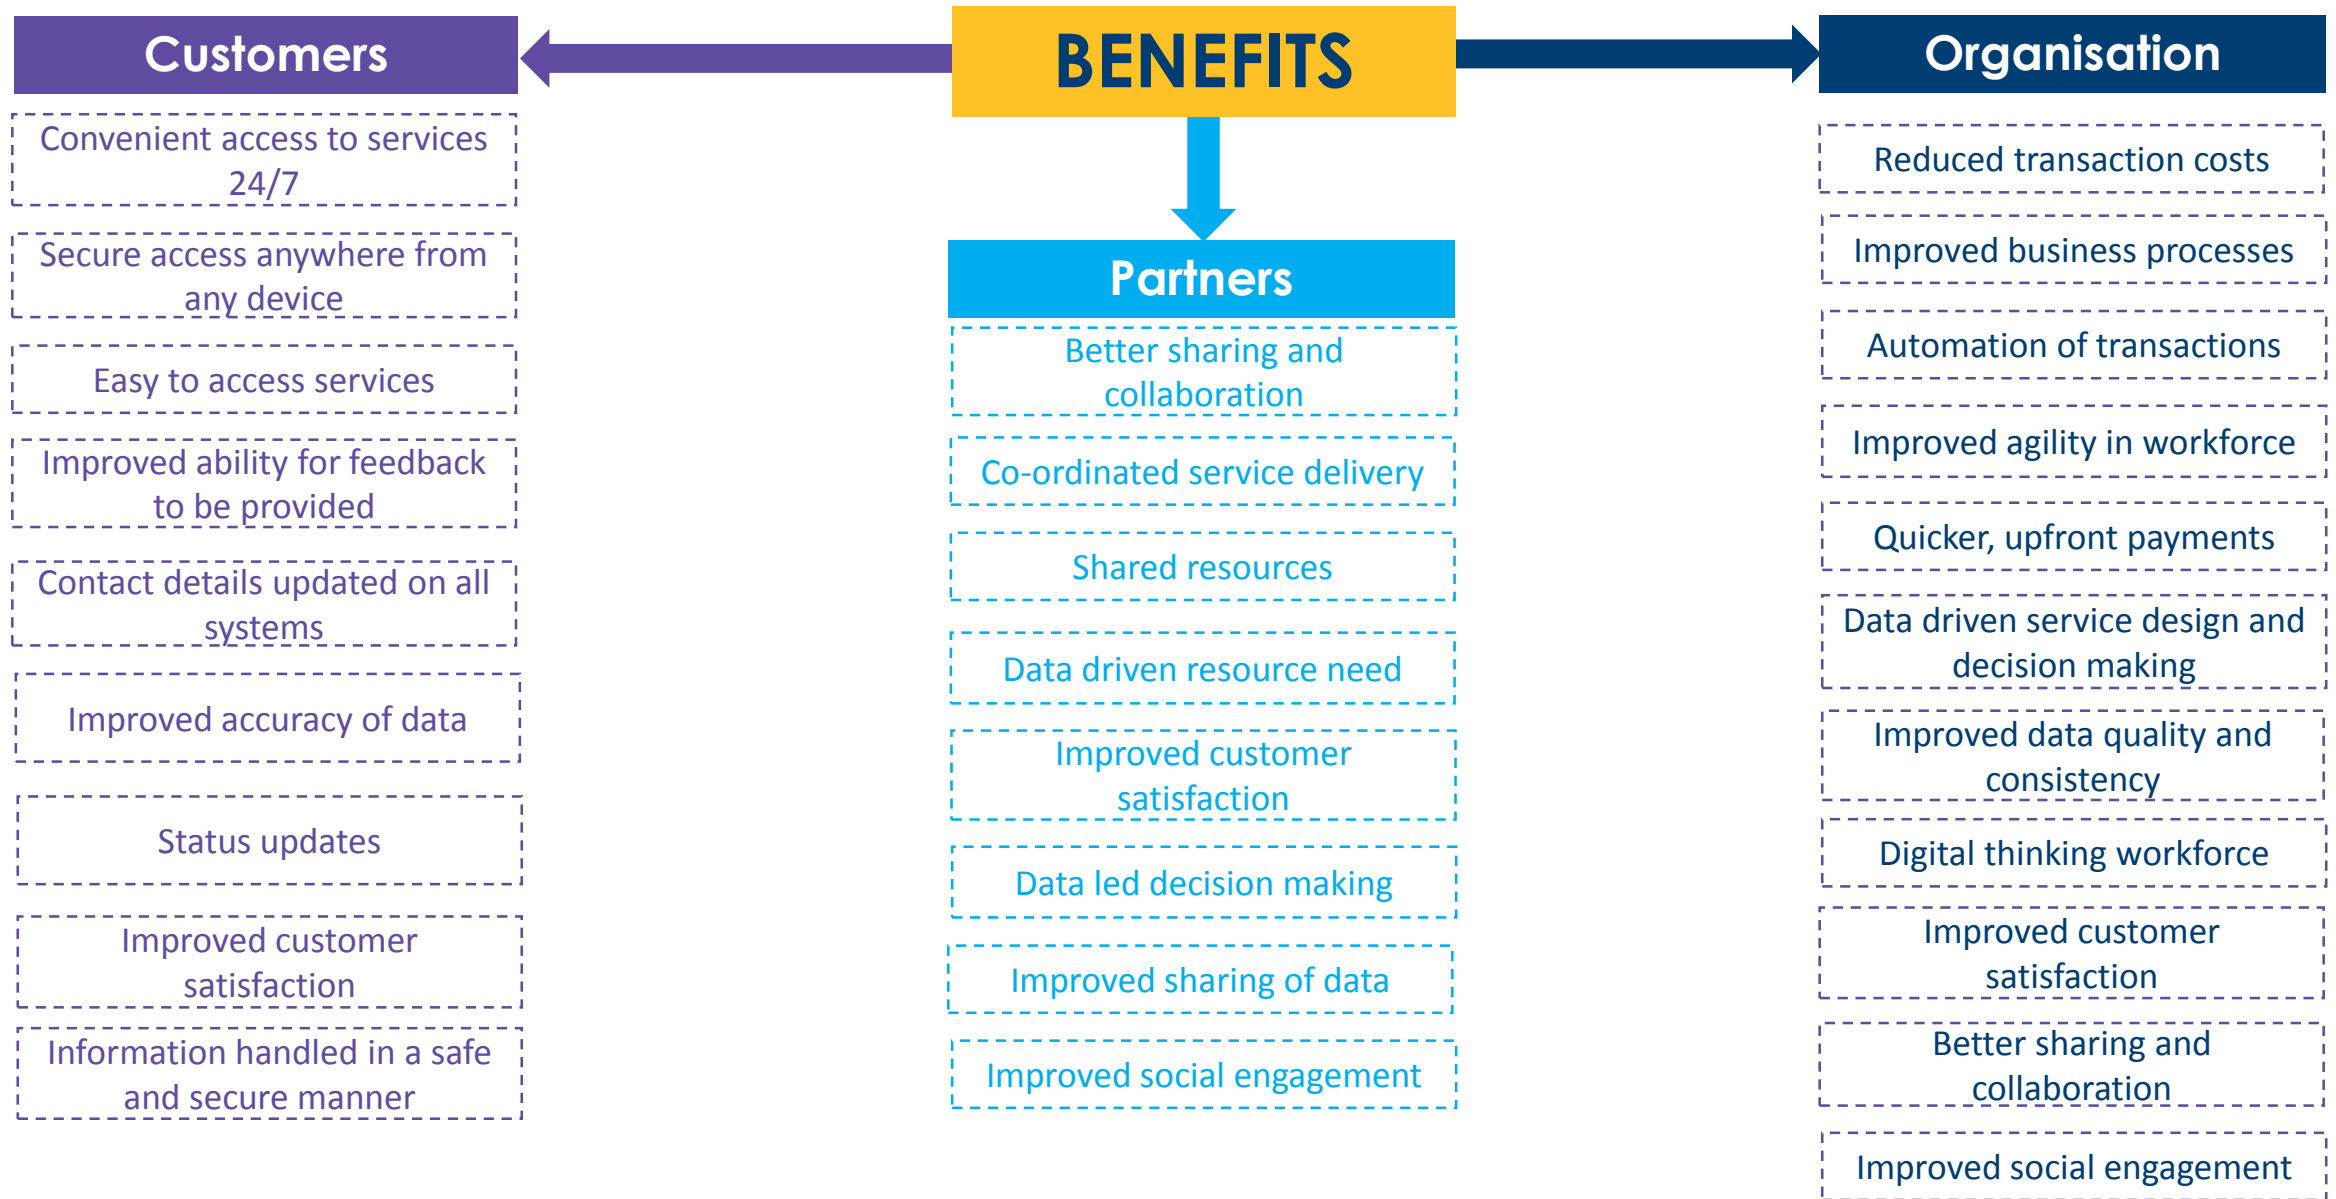 BENEFITS
Customers
Convenient access to services
24/7
Secure access anywhere from
any device
Easy to access services
Improved ability for feedback
to be provided
Contact details updated on all
systems
Improved accuracy of data
Status updates
Improved customer
satisfaction
Information handled in a safe
and secure manner
Partners
Better sharing and
collaboration
Co-ordinated service delivery
Shared resources
Data driven resource need
Improved customer
satisfaction
Data led decision making
Improved sharing of data
Improved social engagement
Organisation
Reduced transaction costs
Improved business processes
Automation of transactions
Improved agility in workforce
Quicker, upfront payments
Data driven service design and
decision making
Improved data quality and
consistency
Digital thinking workforce
Improved customer
satisfaction
Better sharing and
collaboration
Improved social engagement